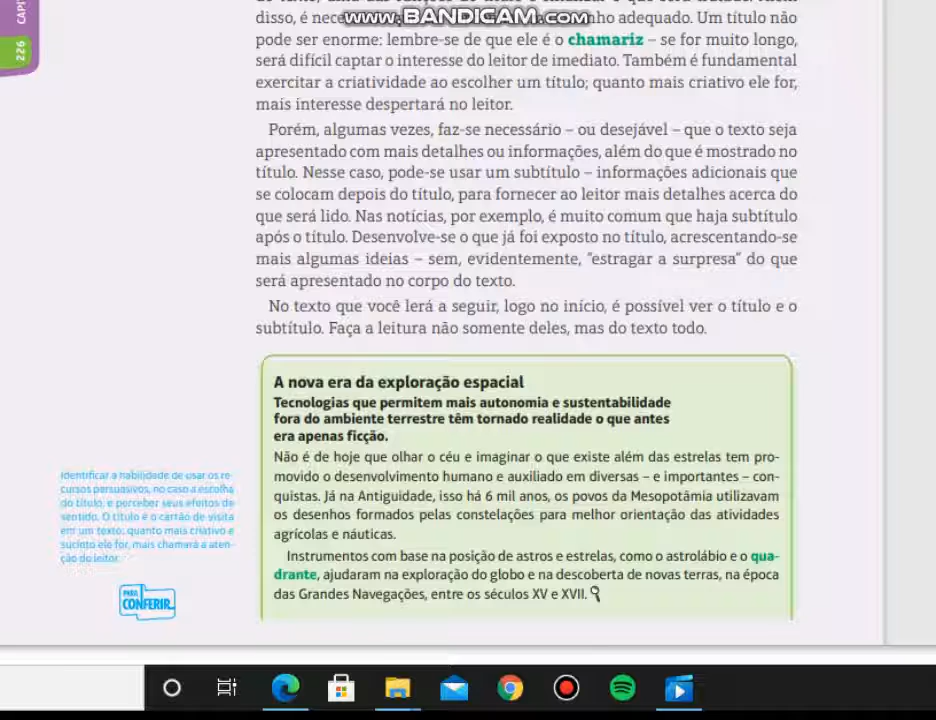 CAPÍ
226
www.BANDICAM.com
disso, é nece nho adequado. Um título não
pode ser enorme: lembre-se de que ele é o chamariz – se for muito longo,
será difícil captar o interesse do leitor de imediato. Também é fundamental
exercitar a criatividade ao escolher um título; quanto mais criativo ele for,
mais interesse despertará no leitor.
Porém, algumas vezes, faz-se necessário – ou desejável – que o texto seja
apresentado com mais detalhes ou informações, além do que é mostrado no
título. Nesse caso, pode-se usar um subtítulo – informações adicionais que
se colocam depois do título, para fornecer ao leitor mais detalhes acerca do
que será lido. Nas notícias, por exemplo, é muito comum que haja subtítulo
após o título. Desenvolve-se o que já foi exposto no título, acrescentando-se
mais algumas ideias – sem, evidentemente, "estragar a surpresa" do que
será apresentado no corpo do texto.
No texto que você lerá a seguir, logo no início, é possível ver o título e o
subtítulo. Faça a leitura não somente deles, mas do texto todo.
A nova era da exploração espacial
Tecnologias que permitem mais autonomia e sustentabilidade
fora do ambiente terrestre têm tornado realidade o que antes
era apenas ficção.
Não é de hoje que olhar o céu e imaginar o que existe além das estrelas tem pro-
movido o desenvolvimento humano e auxiliado em diversas – e importantes – con-
quistas. Já na Antiguidade, isso há 6 mil anos, os povos da Mesopotâmia utilizavam
os desenhos formados pelas constelações para melhor orientação das atividades
agrícolas e náuticas.
Instrumentos com base na posição de astros e estrelas, como o astrolábio e o qua-
drante, ajudaram na exploração do globo e na descoberta de novas terras, na época
das Grandes Navegações, entre os séculos XV e XVII.
Identificar a habilidade de usar os re-
cursos persuasivos, no caso a escolha
do título, e perceber seus efeitos de
sentido. O título é o cartão de visita
em um texto; quanto mais criativo e
sucinto ele for, mais chamará a aten-
ção do leitor.
PARA
CONFERIR